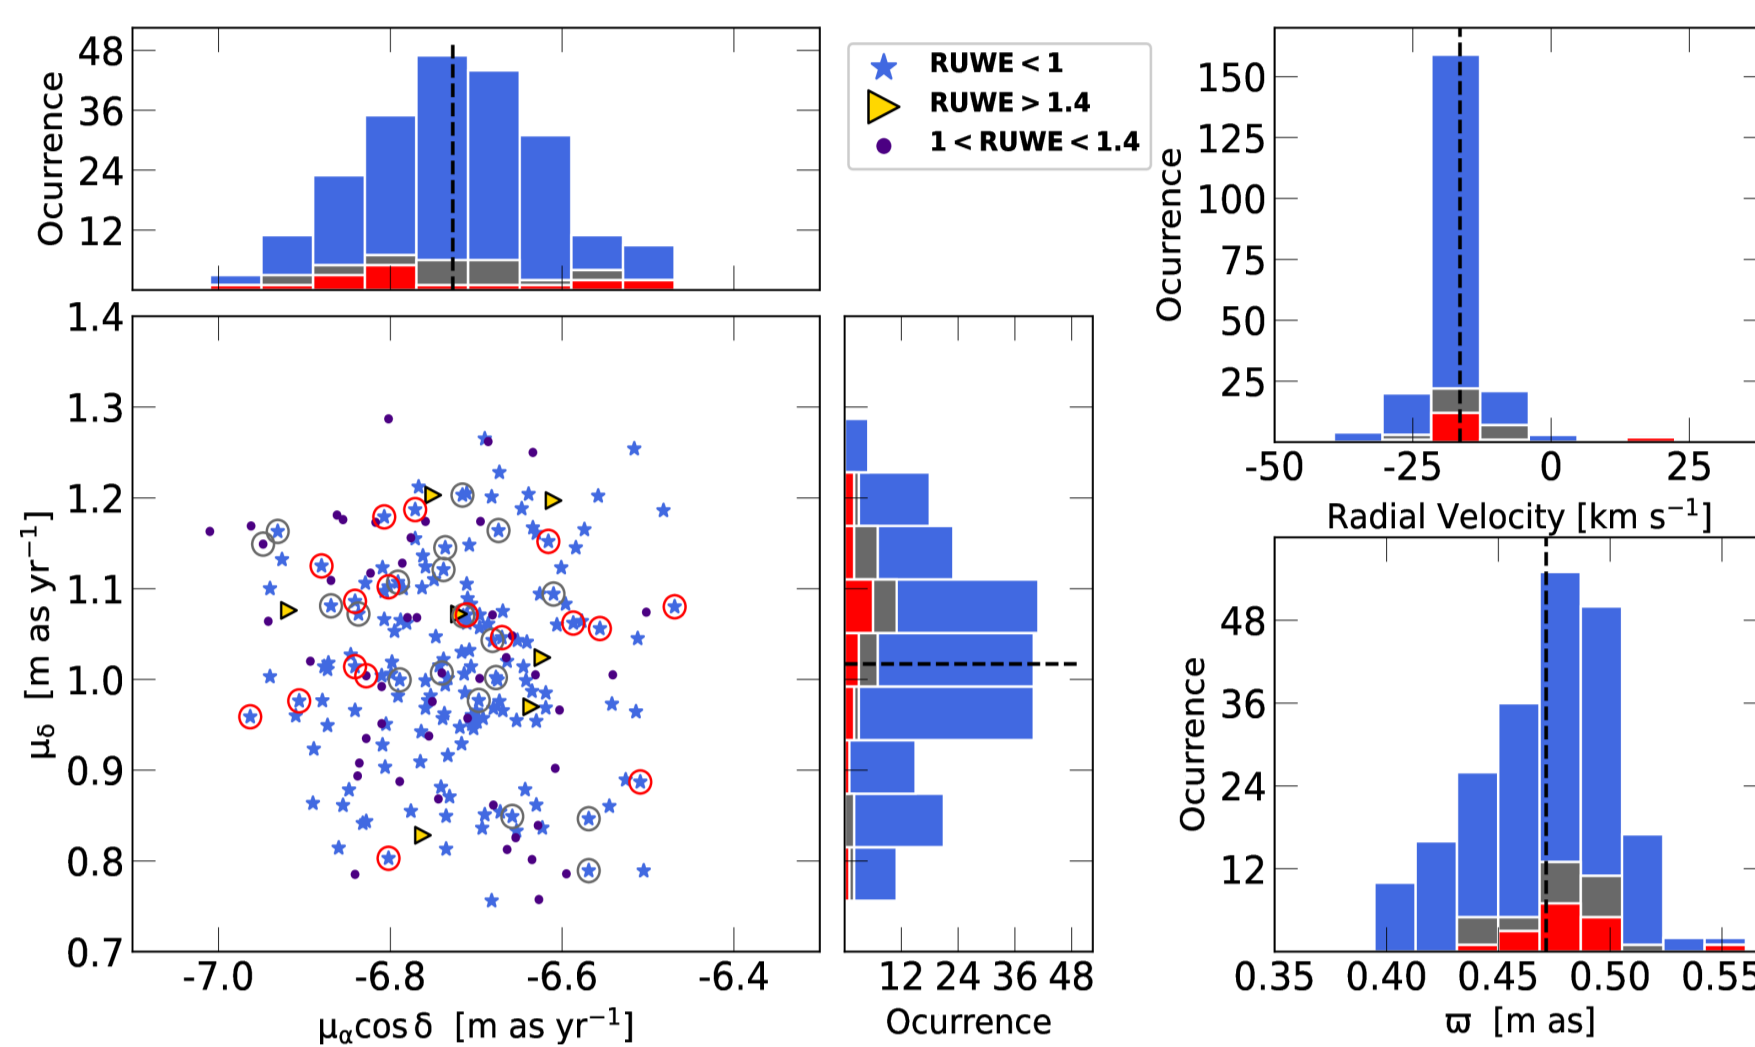 48
36
24
12
Ocurrence
RUWE < 1
RUWE > 1.4
1 < RUWE < 1.4
150
125
100
75
50
25
Ocurrence
-50 -25 0 25
Radial Velocity [km s⁻¹]
1.4
1.3
1.2
1.1
1.0
0.9
0.8
0.7
μδ [m as yr⁻¹]
-7.0 -6.8 -6.6 -6.4
μαcos δ [m as yr⁻¹]
12 24 36 48
Ocurrence
48
36
24
12
Ocurrence
0.35 0.40 0.45 0.50 0.55
ϖ [m as]